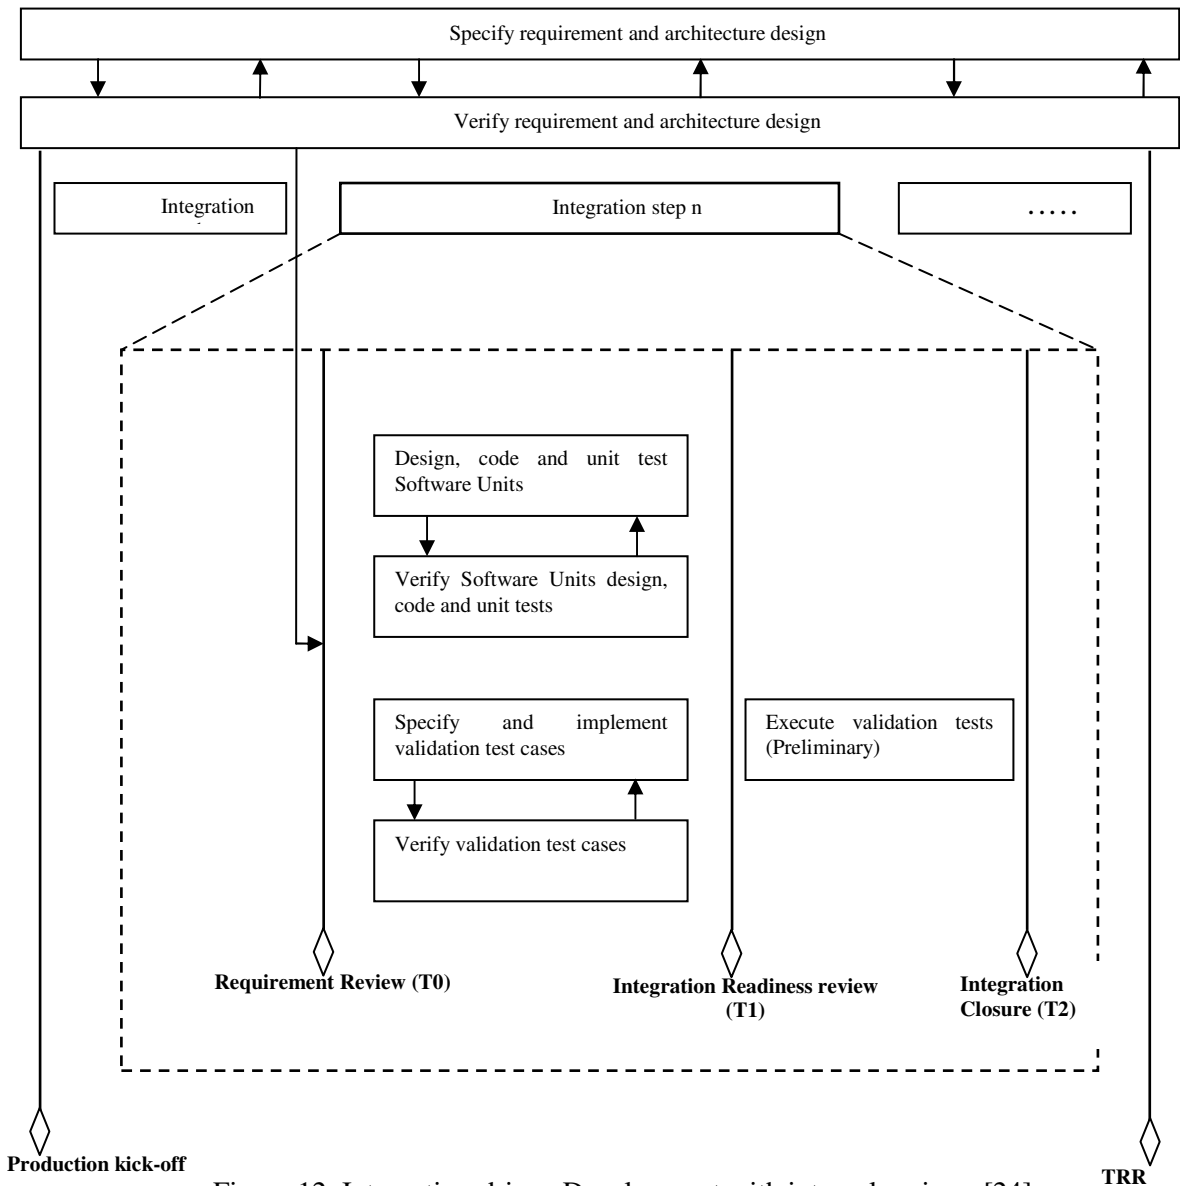 Specify requirement and architecture design
Verify requirement and architecture design
Integration
Integration step n
.....
Design, code and unit test
Software Units
Verify Software Units design,
code and unit tests
Specify and implement
validation test cases
Execute validation tests
(Preliminary)
Verify validation test cases
Requirement Review (T0)
Integration Readiness review
(T1)
Integration
Closure (T2)
Production kick-off
TRR